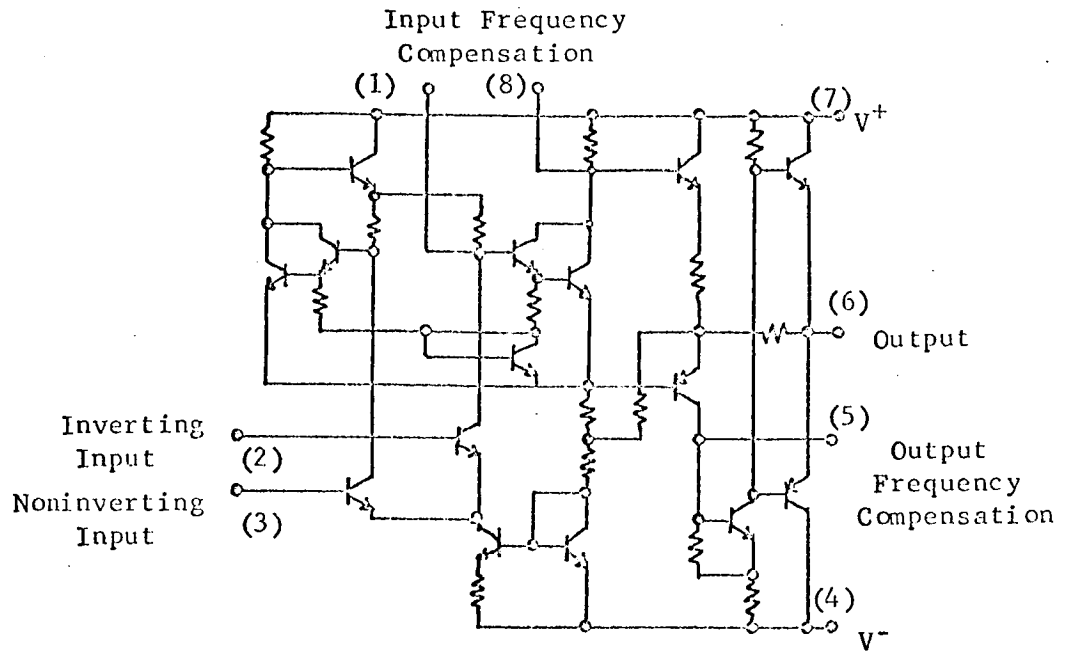 Input Frequency
Compensation
(1)
(8)
(7)
V+
(6)
Output
(5)
Inverting
Input
(2)
Output
Frequency
Compensation
Noninverting
Input
(3)
(4)
V-